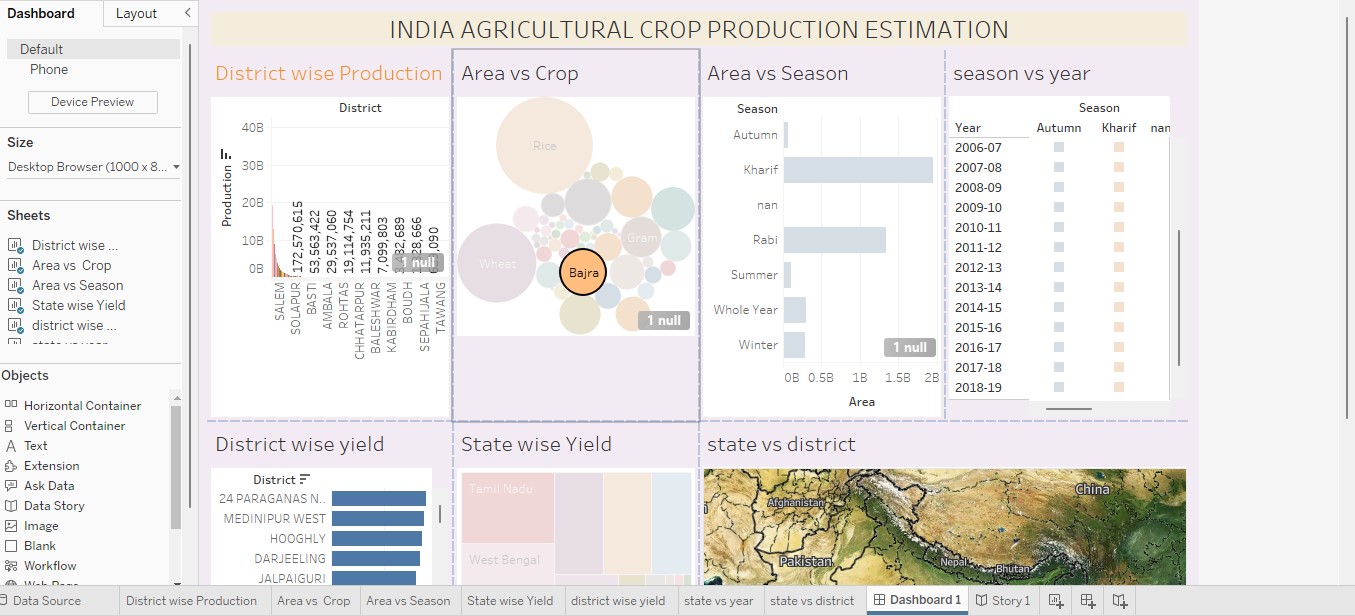 Dashboard
Layout
Default
Phone
Device Preview
Size
Desktop Browser (1000 x 8...
Sheets
District wise ...
Area vs Crop
Area vs Season
State wise Yield
district wise ...
Objects
Horizontal Container
Vertical Container
Text
Extension
Ask Data
Data Story
Image
Blank
Workflow
Web Page
INDIA AGRICULTURAL CROP PRODUCTION ESTIMATION
District wise Production
District
Production
40B
30B
20B
10B
0B
172,570,615
53,563,422
29,537,060
19,114,754
11,935,211
7,099,803
1 null
SALEM
SOLAPUR
BASTI
AMBALA
ROHTAS
CHHATARPUR
BALESHWAR
KABIRDHAM
BOUDH
SEPAHIJALA
TAWANG
Area vs Crop
Rice
Gram
Wheat
Bajra
1 null
Area vs Season
Season
Autumn
Kharif
nan
Rabi
Summer
Whole Year
Winter
1 null
0B 0.5B 1B 1.5B 2B
Area
season vs year
Season
Year Autumn Kharif nan
2006-07
2007-08
2008-09
2009-10
2010-11
2011-12
2012-13
2013-14
2014-15
2015-16
2016-17
2017-18
2018-19
District wise yield
District
24 PARAGANAS N..
MEDINIPUR WEST
HOOGHLY
DARJEELING
JALPAIGURI
State wise Yield
Tamil Nadu
West Bengal
state vs district
China
Afghanistan
Pakistan
Nepal
Bhutan
Data Source
District wise Production
Area vs Crop
Area vs Season
State wise Yield
district wise yield
state vs year
state vs district
Dashboard 1
Story 1